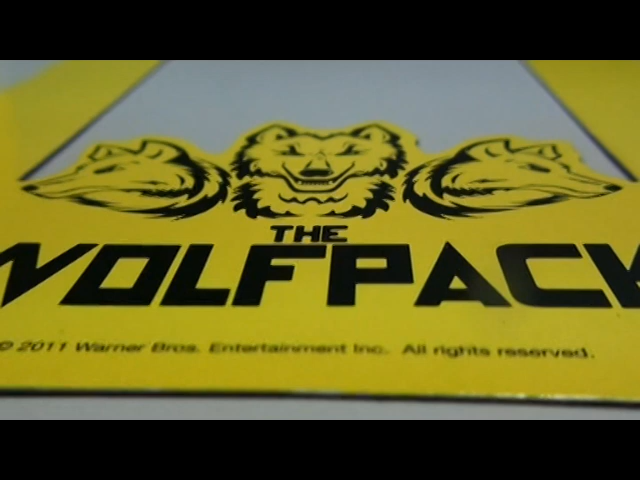 THE
WOLFPACK
© 2011 Warner Bros. Entertainment Inc. All rights reserved.